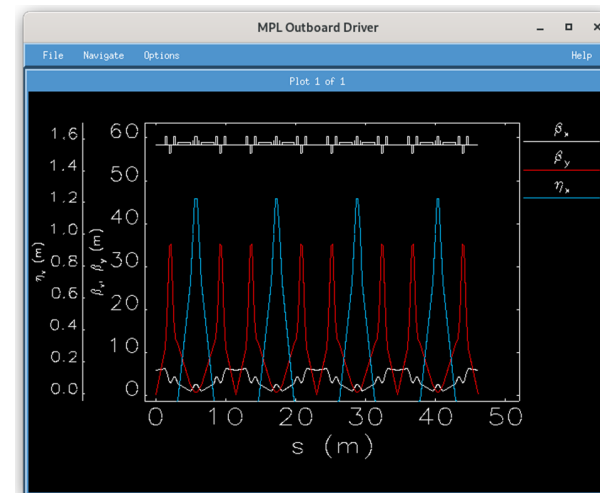 MPL Outboard Driver
File Navigate Options Help
Plot 1 of 1
βx
βy
ηx
1.6
1.4
1.2
1.0
0.8
0.6
0.4
0.2
0.0
ηx (m)
60
50
40
30
20
10
0
βx, βy (m)
0 10 20 30 40 50
s (m)